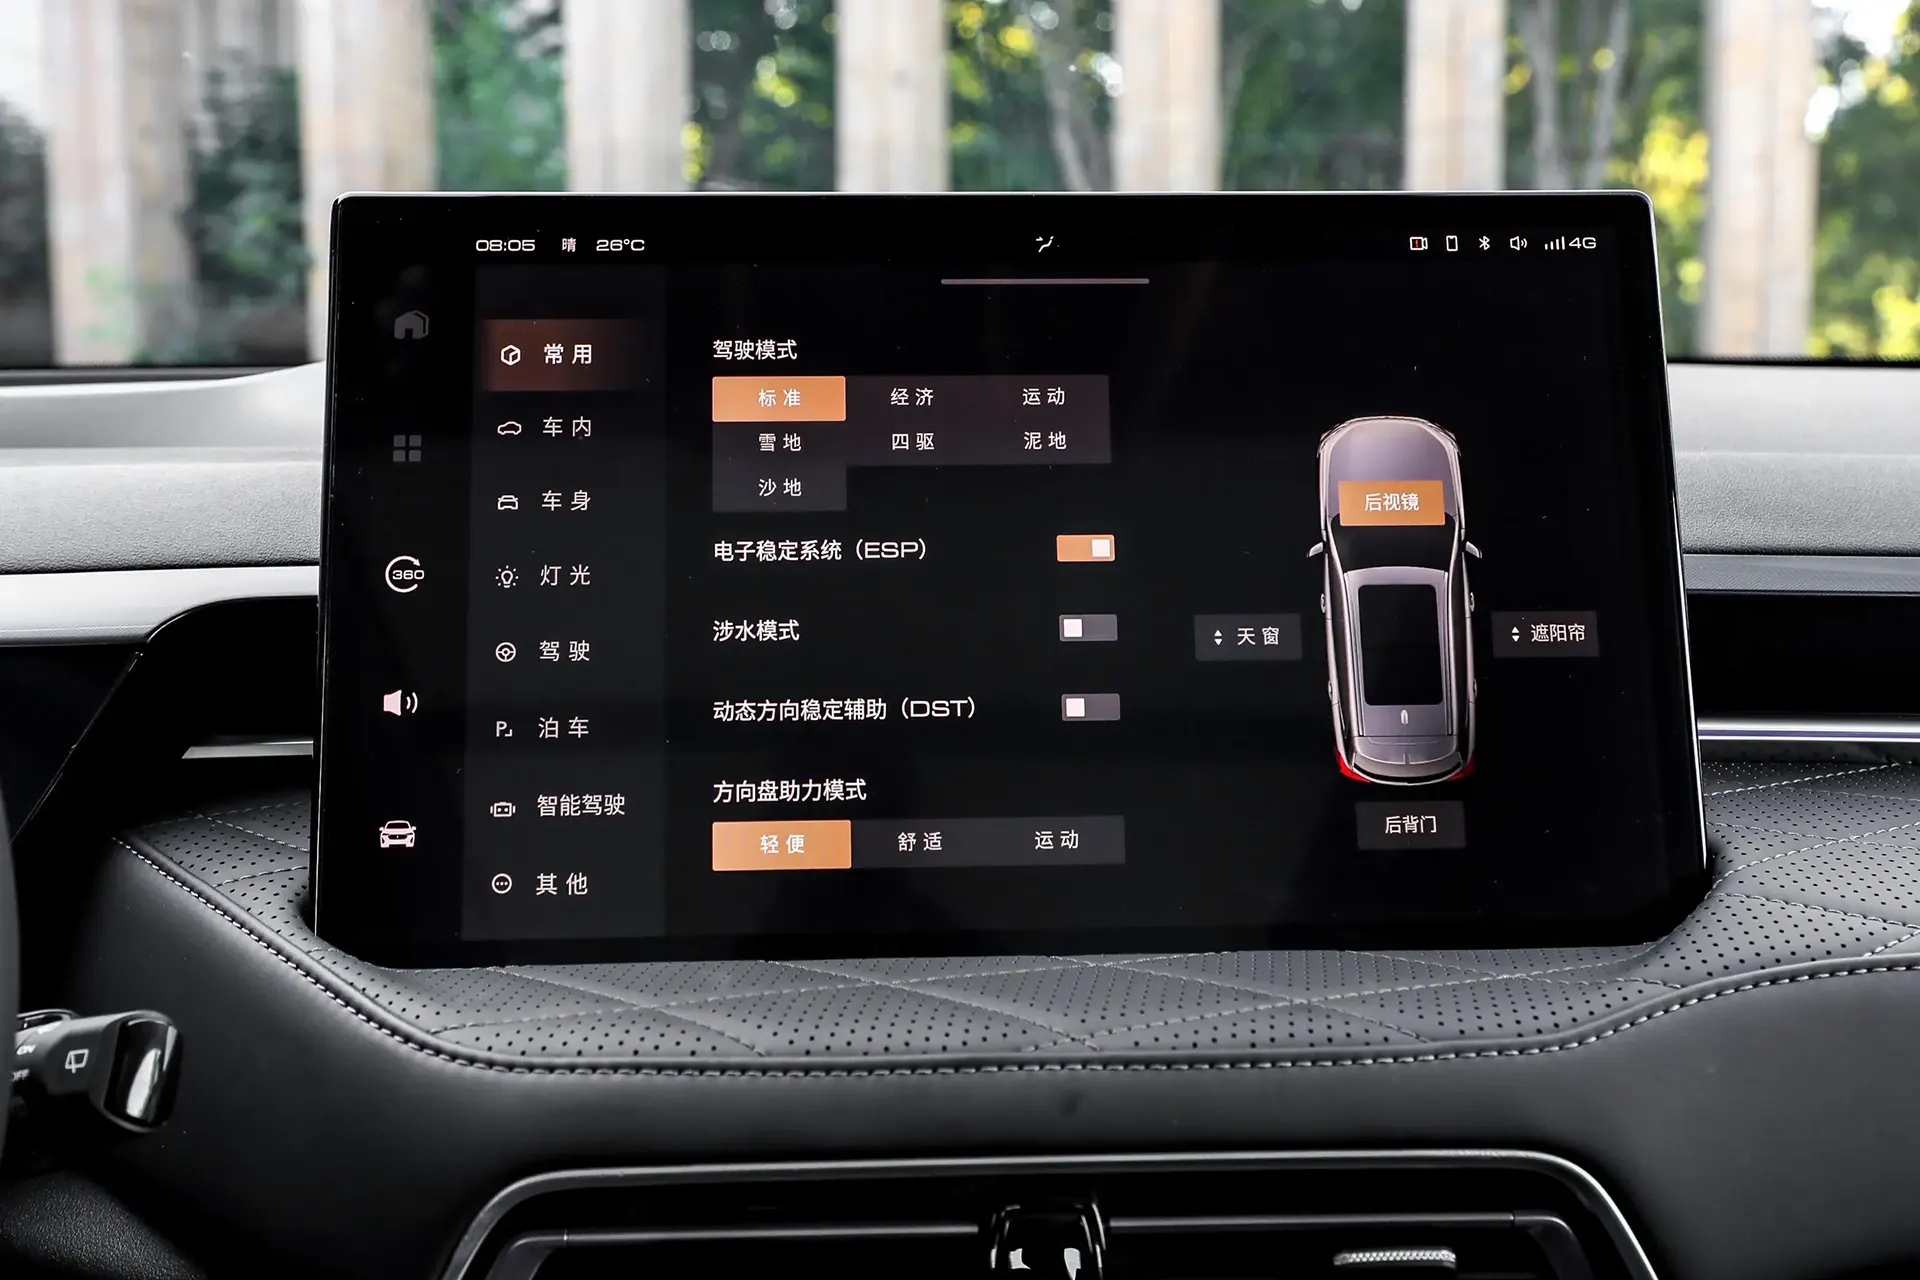 08:05 晴 26°C 4G
360
常用
车内
车身
灯光
驾驶
P 泊车
智能驾驶
其他
驾驶模式
标准 经济 运动
雪地 四驱 泥地
沙地
电子稳定系统（ESP）
涉水模式
动态方向稳定辅助（DST）
方向盘助力模式
轻便 舒适 运动
后视镜
天窗 遮阳帘
后背门
ON